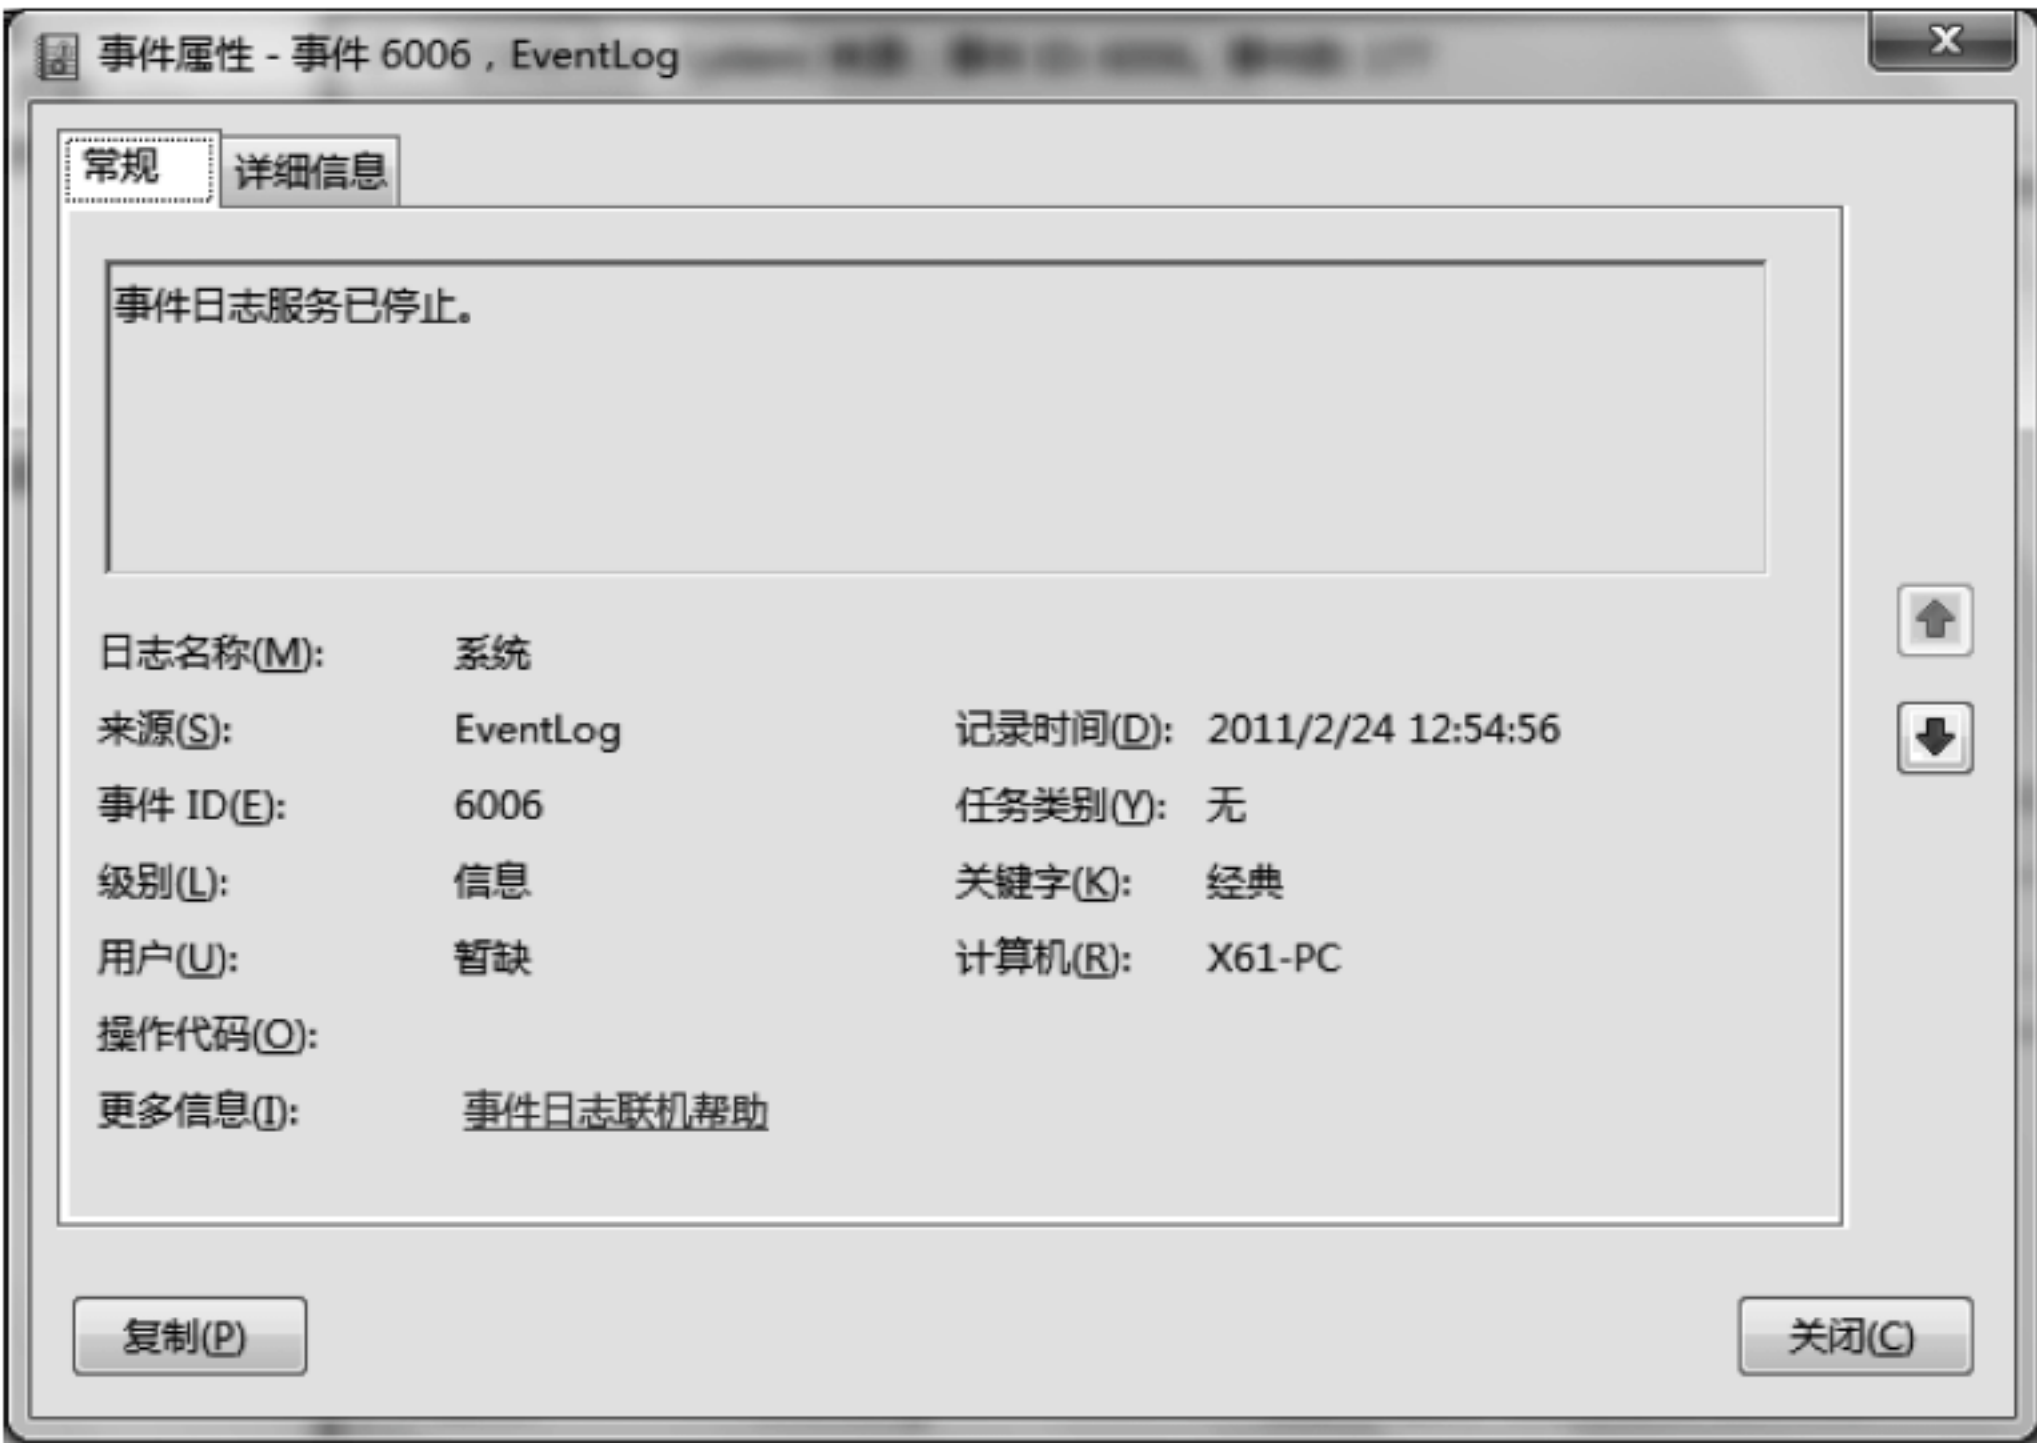 事件属性 - 事件 6006，EventLog
常规
详细信息
事件日志服务已停止。
日志名称(M): 系统
来源(S): EventLog 记录时间(D): 2011/2/24 12:54:56
事件 ID(E): 6006 任务类别(Y): 无
级别(L): 信息 关键字(K): 经典
用户(U): 暂缺 计算机(R): X61-PC
操作代码(O):
更多信息(I): 事件日志联机帮助
复制(P) 关闭(C)